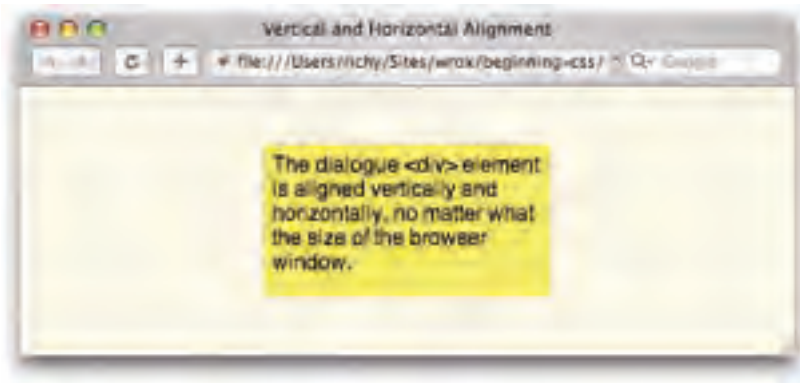 Vertical and Horizontal Alignment
file:///Users/richy/Sites/wrox/beginning-css/ Google
The dialogue <div> element
is aligned vertically and
horizontally, no matter what
the size of the browser
window.